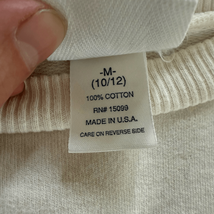 -M-
(10/12)
100% COTTON
RN# 15099
MADE IN U.S.A.
CARE ON REVERSE SIDE